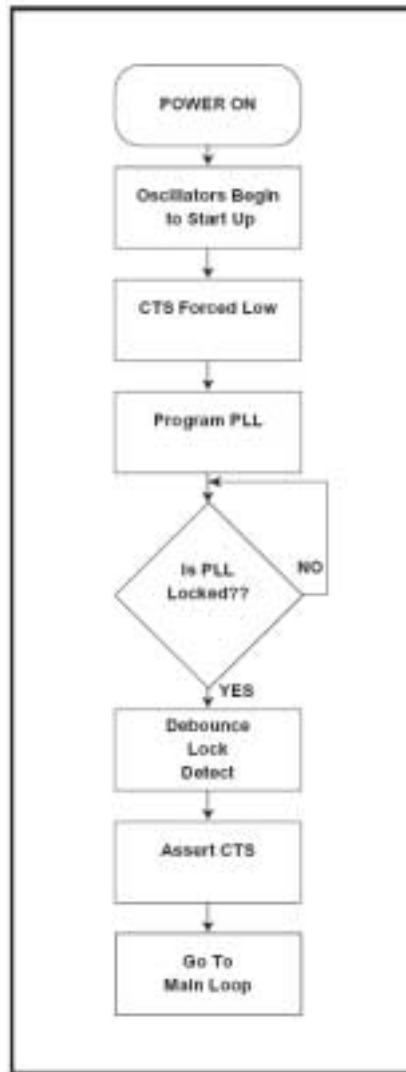 POWER ON
Oscillators Begin
to Start Up
CTS Forced Low
Program PLL
Is PLL
Locked??
NO
YES
Debounce
Lock
Detect
Assert CTS
Go To
Main Loop